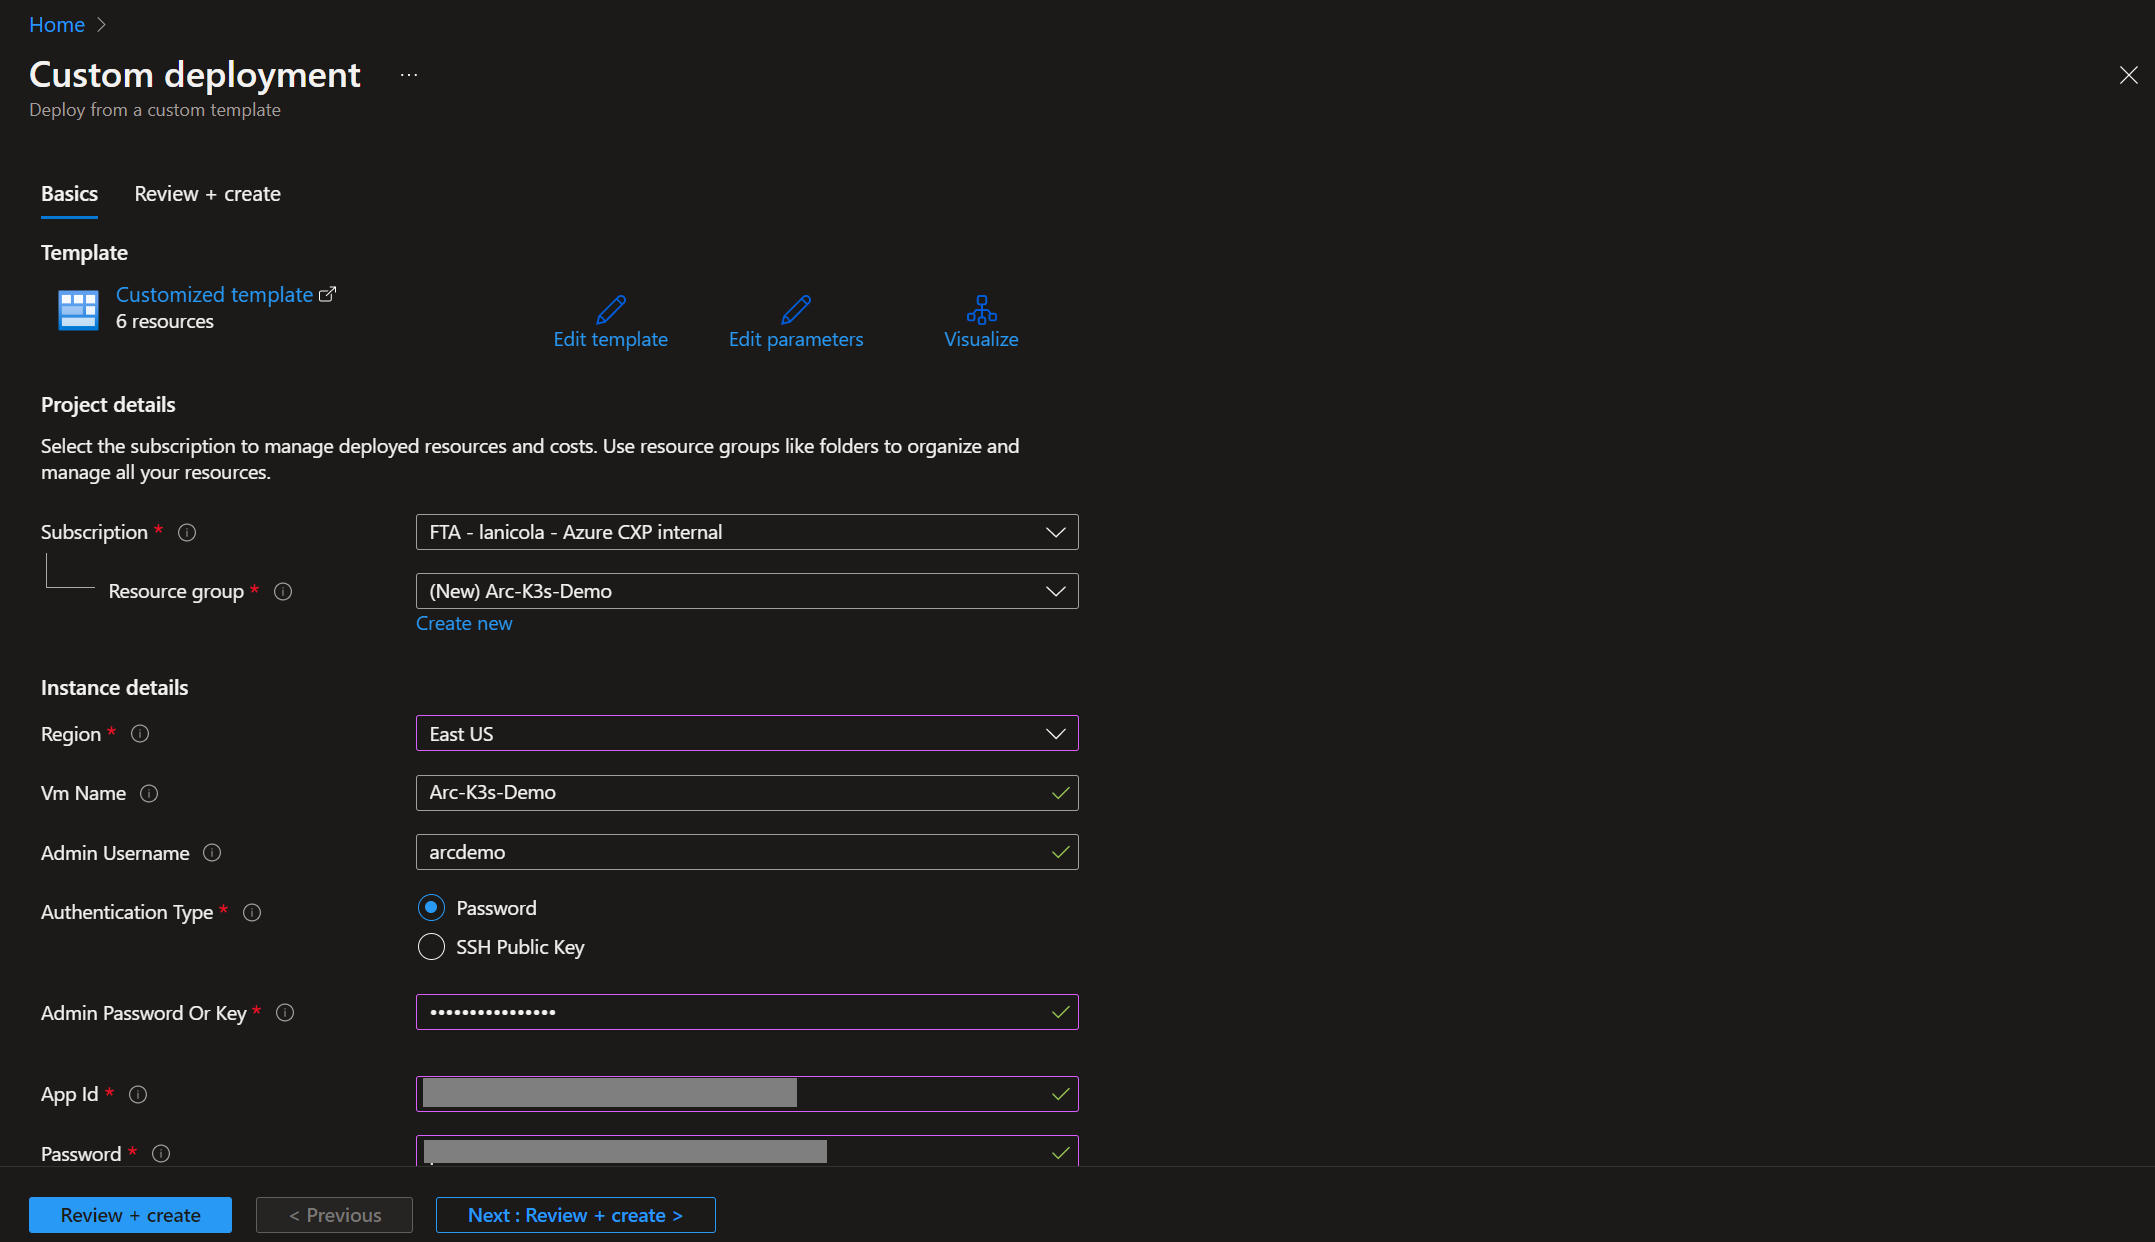 Home >
Custom deployment ...
Deploy from a custom template
Basics Review + create
Template
Customized template
6 resources
Edit template Edit parameters Visualize
Project details
Select the subscription to manage deployed resources and costs. Use resource groups like folders to organize and
manage all your resources.
Subscription * FTA - lanicola - Azure CXP internal
Resource group * (New) Arc-K3s-Demo
Create new
Instance details
Region * East US
Vm Name Arc-K3s-Demo
Admin Username arcdemo
Authentication Type * Password
SSH Public Key
Admin Password Or Key * ••••••••••••••••
App Id *
Password *
Review + create < Previous Next : Review + create >